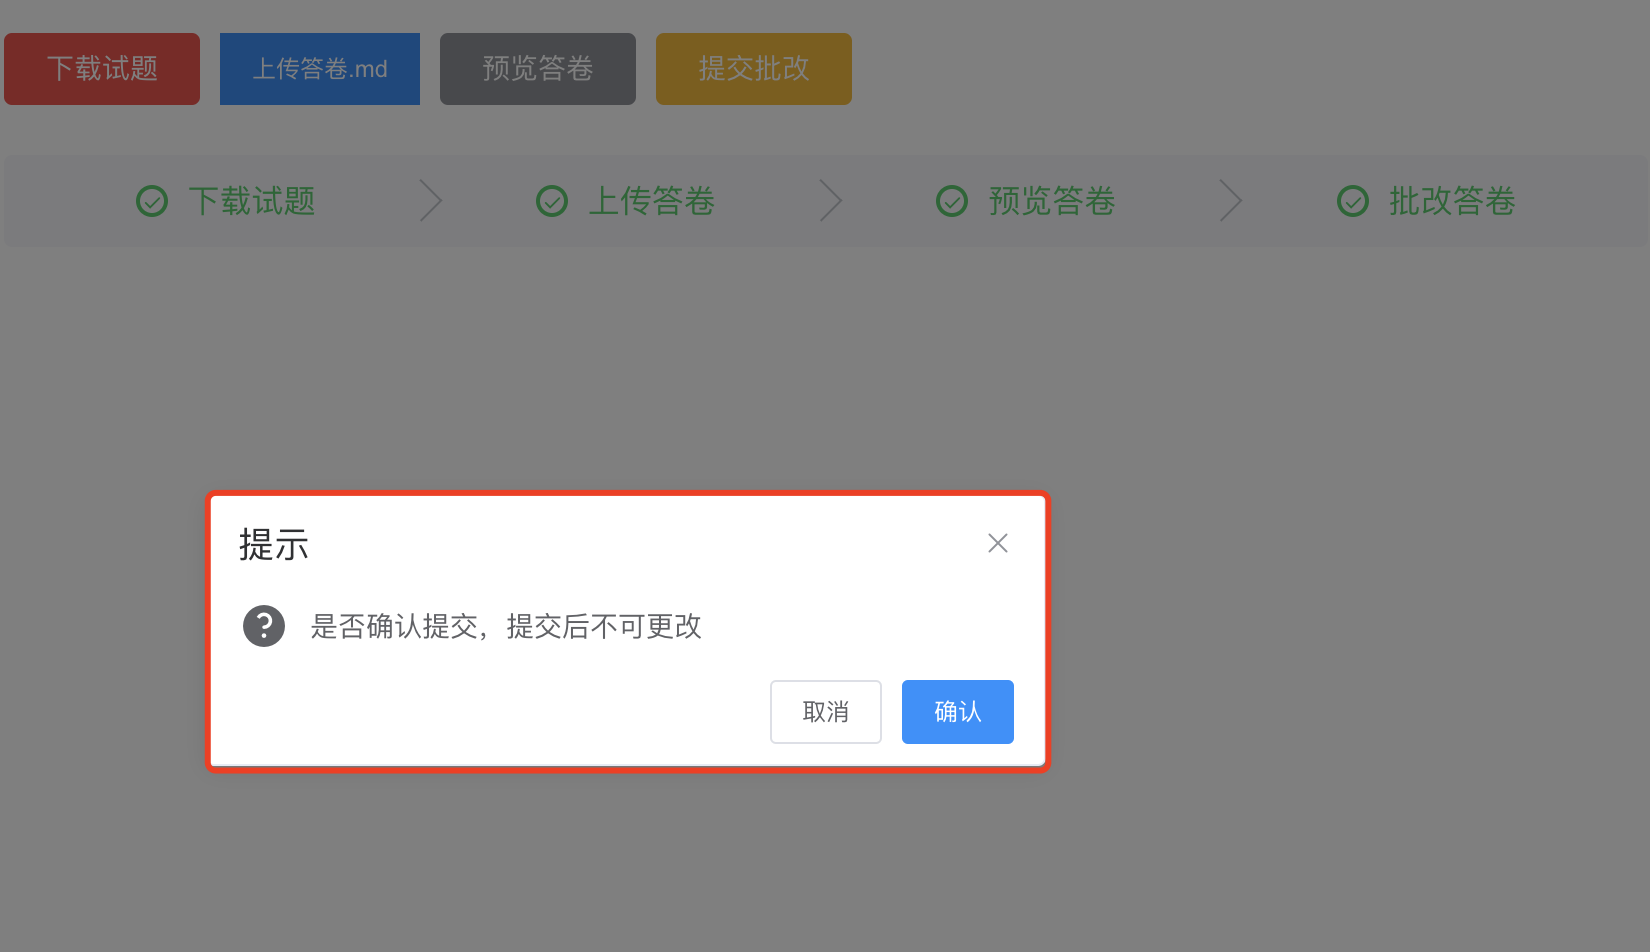 下载试题 上传答卷.md 预览答卷 提交批改
下载试题 上传答卷 预览答卷 批改答卷
提示
是否确认提交，提交后不可更改
取消 确认